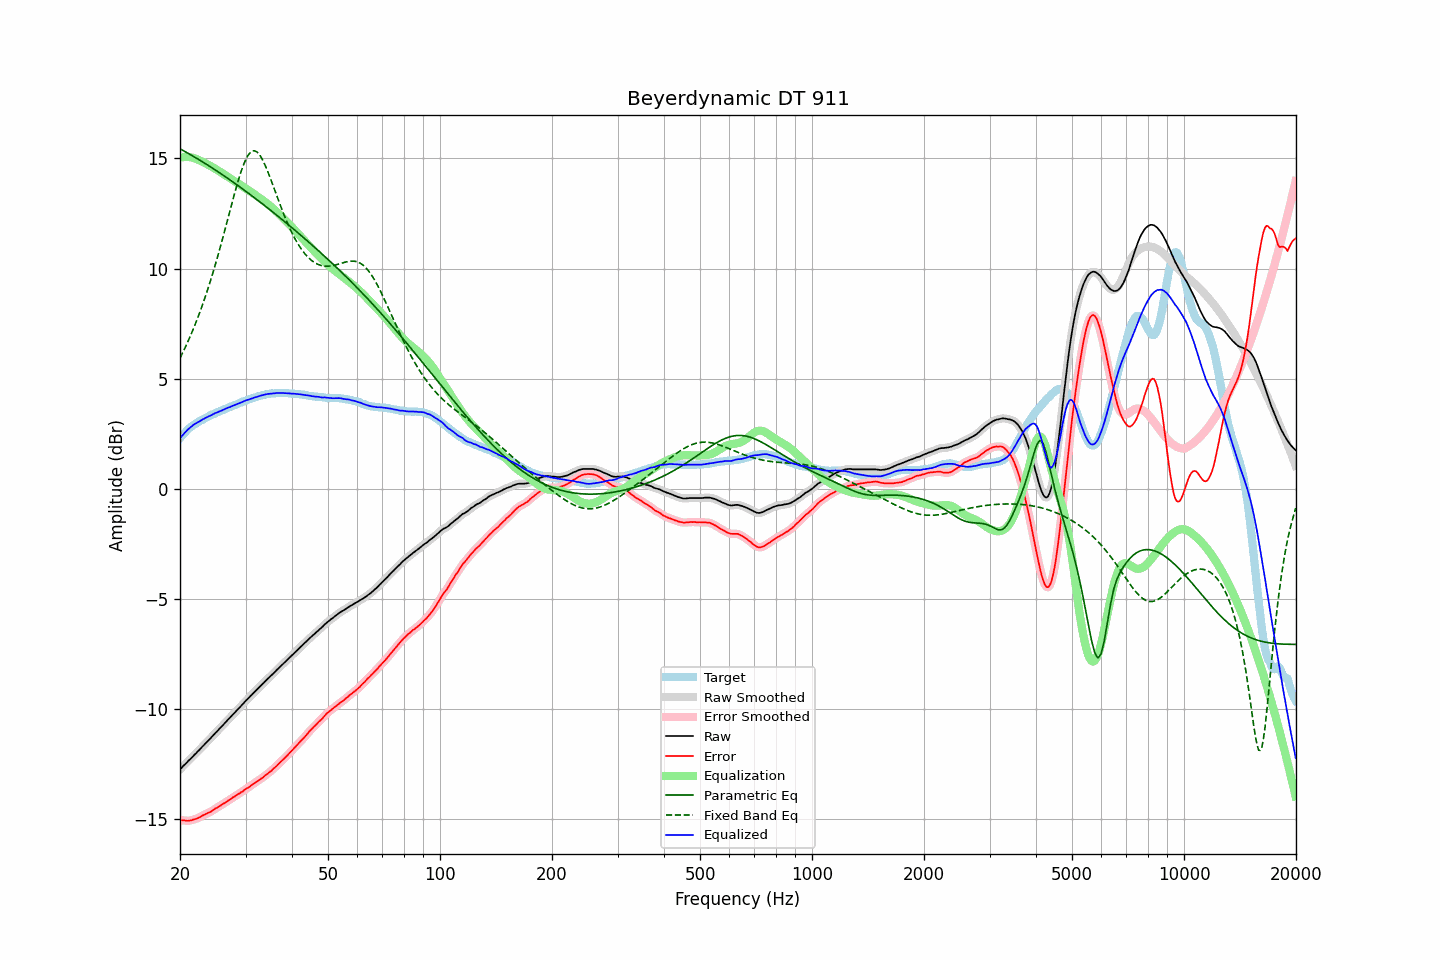 Beyerdynamic DT 911
Amplitude (dBr)
15
10
5
0
−5
−10
−15
Target
Raw Smoothed
Error Smoothed
Raw
Error
Equalization
Parametric Eq
Fixed Band Eq
Equalized
20
50
100
200
500
1000
2000
5000
10000
20000
Frequency (Hz)